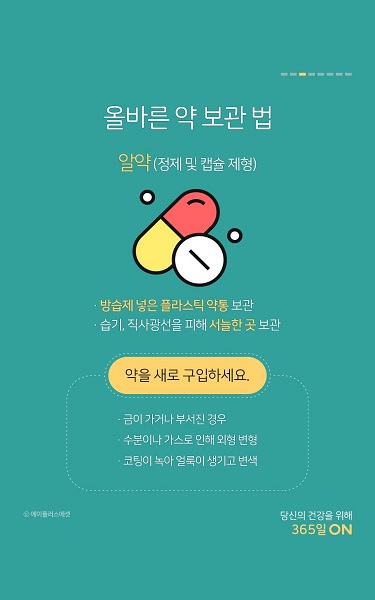 올바른 약 보관 법
알약 (정제 및 캡슐 제형)
· 방습제 넣은 플라스틱 약통 보관
· 습기, 직사광선을 피해 서늘한 곳 보관
약을 새로 구입하세요.
· 금이 가거나 부서진 경우
· 수분이나 가스로 인해 외형 변형
· 코팅이 녹아 얼룩이 생기고 변색
ⓒ 에이플러스에셋
당신의 건강을 위해
365일 ON